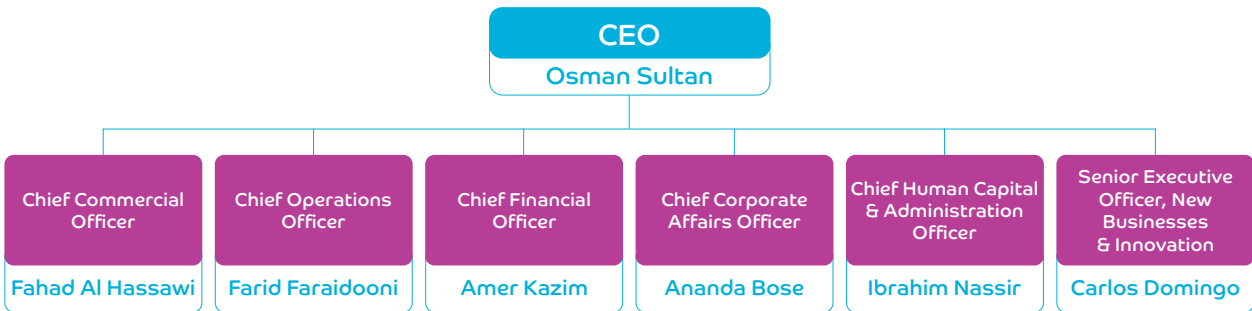 CEO
Osman Sultan
Chief Commercial
Officer
Fahad Al Hassawi
Chief Operations
Officer
Farid Faraidooni
Chief Financial
Officer
Amer Kazim
Chief Corporate
Affairs Officer
Ananda Bose
Chief Human Capital
& Administration
Officer
Ibrahim Nassir
Senior Executive
Officer, New
Businesses
& Innovation
Carlos Domingo